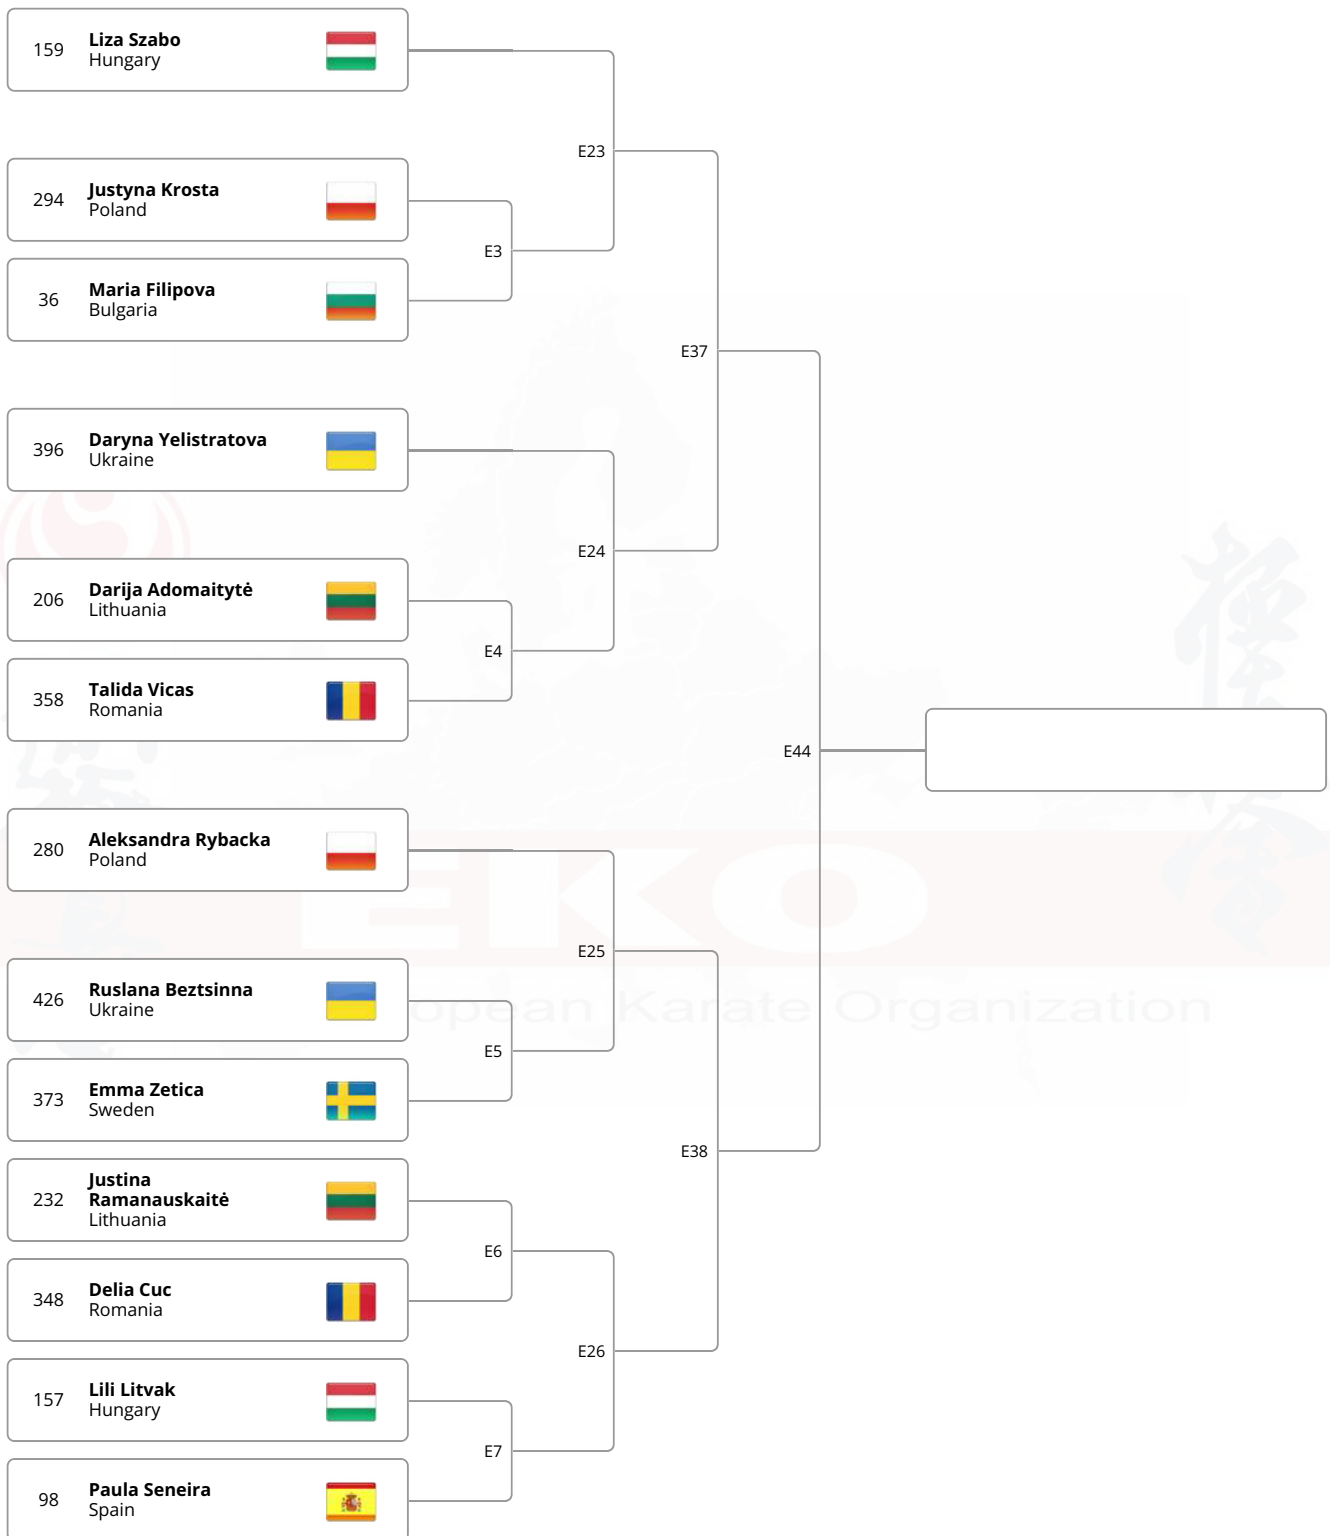 159
Liza Szabo
Hungary
E23
294
Justyna Krosta
Poland
E3
36
Maria Filipova
Bulgaria
E37
396
Daryna Yelistratova
Ukraine
E24
206
Darija Adomaitytė
Lithuania
E4
358
Talida Vicas
Romania
E44
280
Aleksandra Rybacka
Poland
EKO
E25
426
Ruslana Beztsinna
Ukraine
opean Karate Organization
E5
373
Emma Zetica
Sweden
E38
232
Justina
Ramanauskaitė
Lithuania
E6
348
Delia Cuc
Romania
E26
157
Lili Litvak
Hungary
E7
98
Paula Seneira
Spain